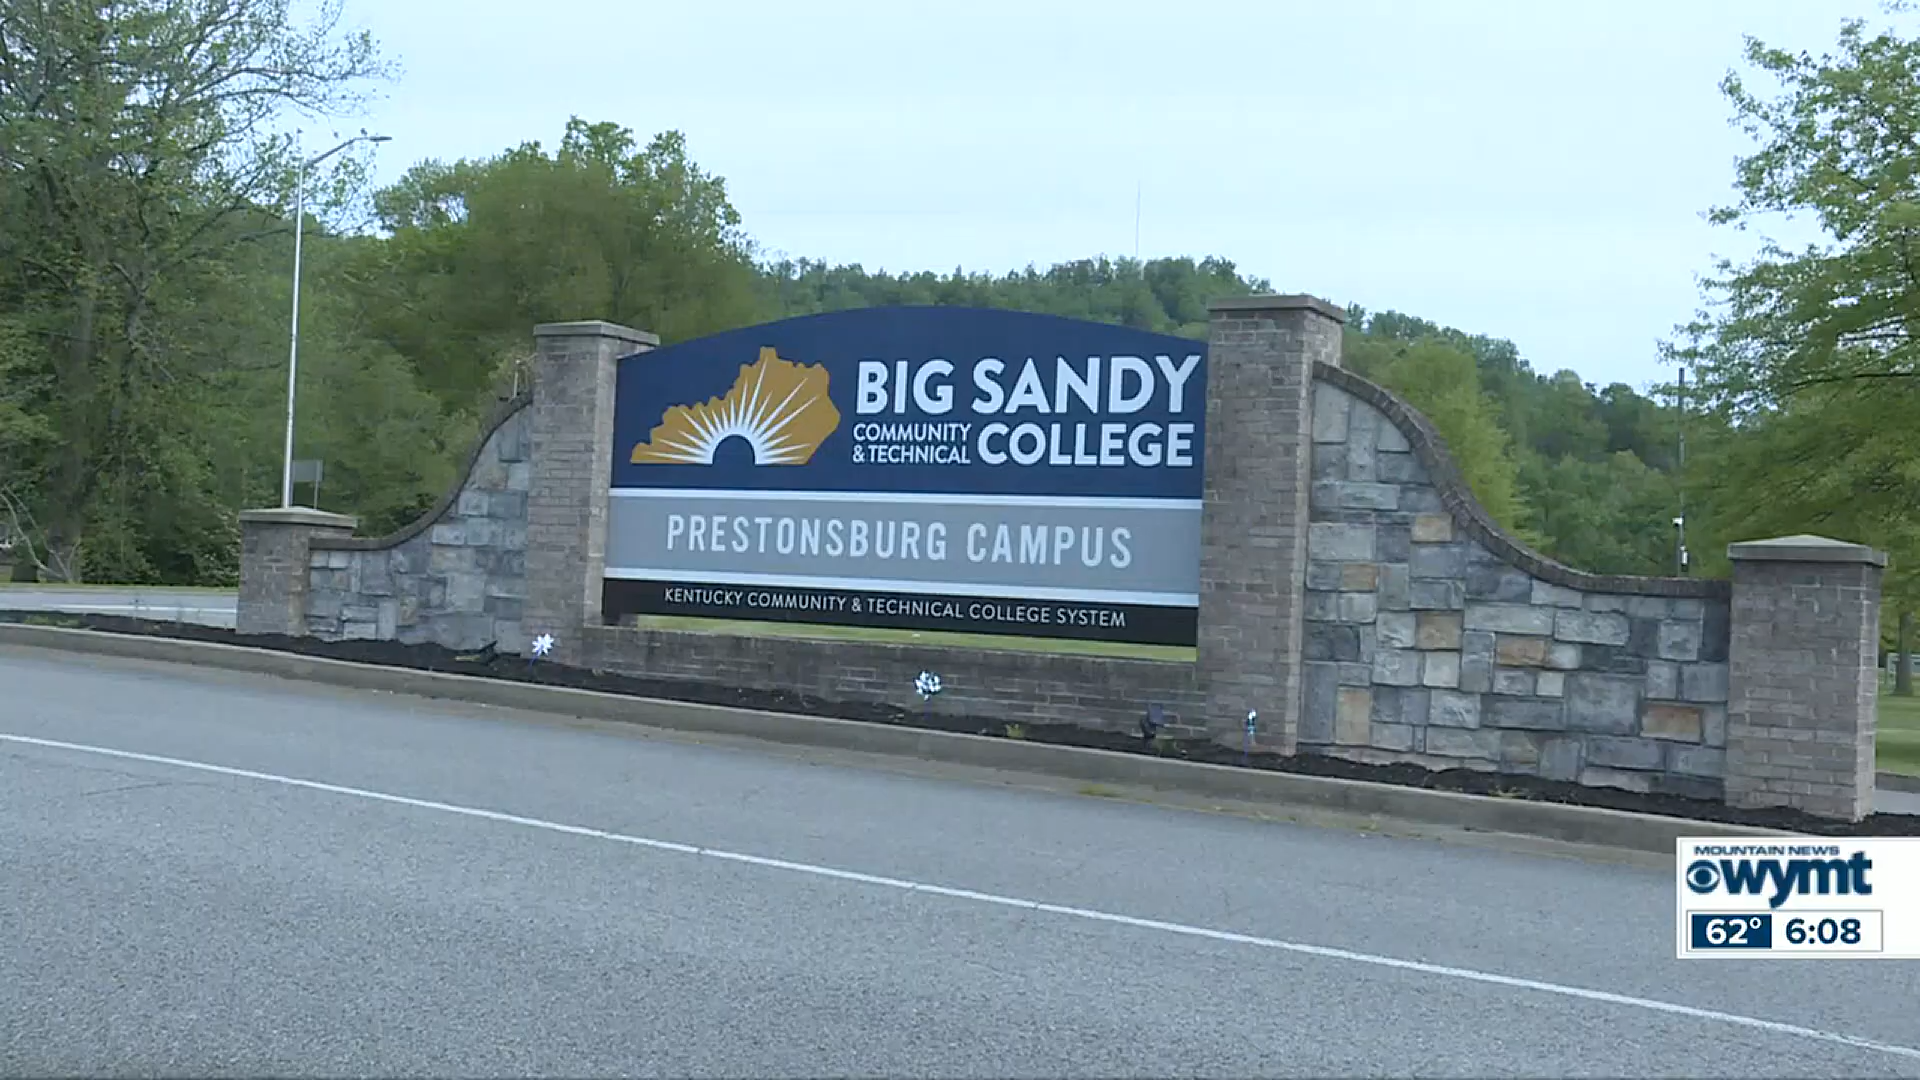 BIG SANDY
COMMUNITY & TECHNICAL COLLEGE
PRESTONSBURG CAMPUS
KENTUCKY COMMUNITY & TECHNICAL COLLEGE SYSTEM
MOUNTAIN NEWS
wymt
62° 6:08